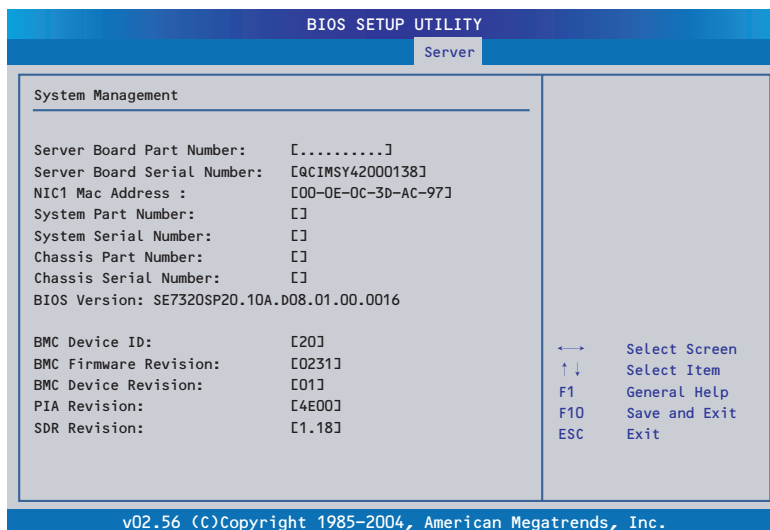 BIOS SETUP UTILITY
Server
System Management
Server Board Part Number: [..........]
Server Board Serial Number: [QCIMSY42000138]
NIC1 Mac Address : [00-0E-0C-3D-AC-97]
System Part Number: []
System Serial Number: []
Chassis Part Number: []
Chassis Serial Number: []
BIOS Version: SE7320SP20.10A.D08.01.00.0016
BMC Device ID: [20]
BMC Firmware Revision: [0231]
BMC Device Revision: [01]
PIA Revision: [4E00]
SDR Revision: [1.18]
←→ Select Screen
↑↓ Select Item
F1 General Help
F10 Save and Exit
ESC Exit
v02.56 (C)Copyright 1985-2004, American Megatrends, Inc.